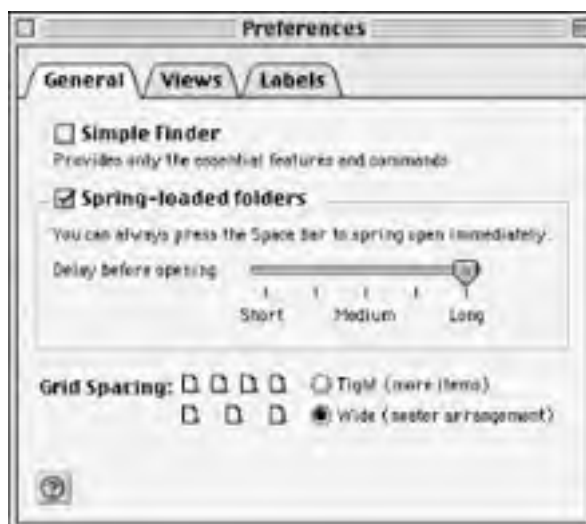 Preferences
General Views Labels
Simple Finder
Provides only the essential features and commands
Spring-loaded folders
You can always press the Space Bar to spring open immediately.
Delay before opening
Short Medium Long
Grid Spacing: Tight (more items)
Wide (neater arrangement)
?